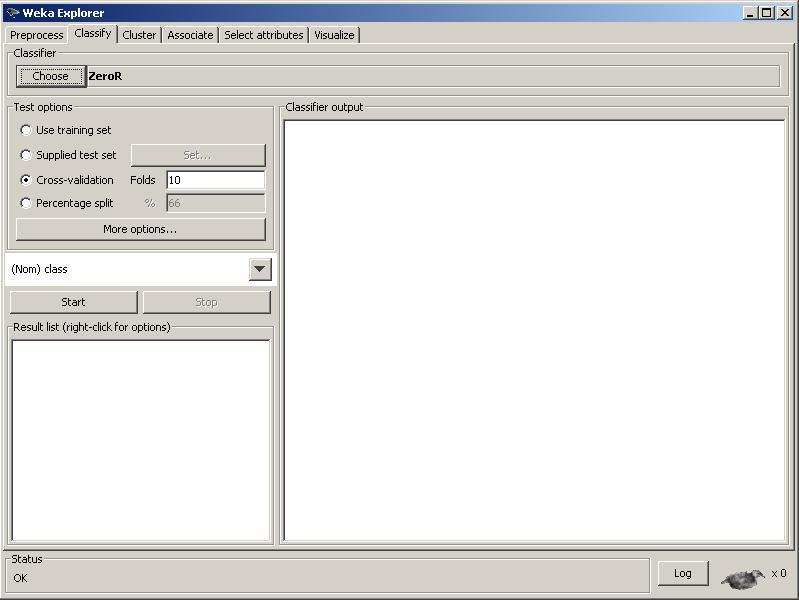 Weka Explorer
Preprocess Classify Cluster Associate Select attributes Visualize
Classifier
Choose ZeroR
Test options
Use training set
Supplied test set Set...
Cross-validation Folds 10
Percentage split % 66
More options...
(Nom) class
Start Stop
Result list (right-click for options)
Classifier output
Status
OK
Log x 0